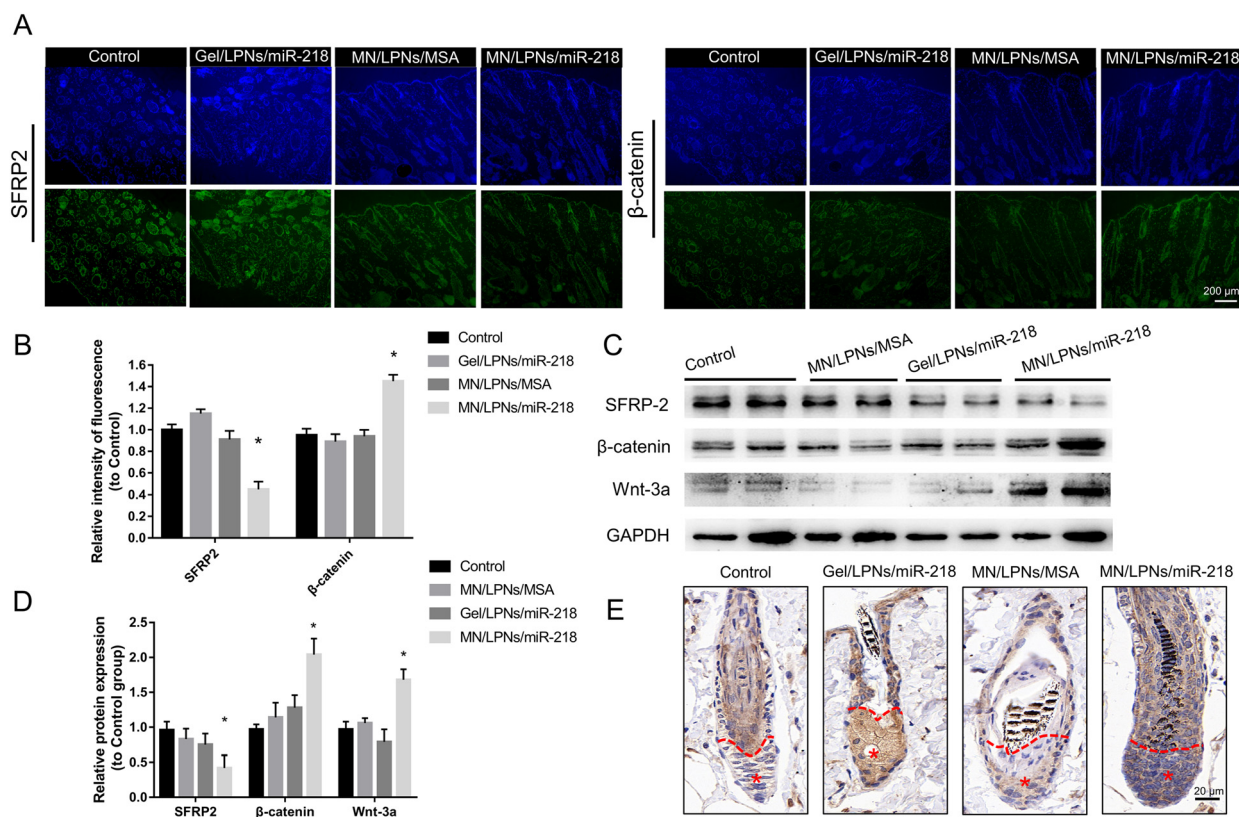 A
Control Gel/LPNs/miR-218 MN/LPNs/MSA MN/LPNs/miR-218
Control Gel/LPNs/miR-218 MN/LPNs/MSA MN/LPNs/miR-218
SFRP2
β-catenin
200 µm
B
Control
Gel/LPNs/miR-218
MN/LPNs/MSA
MN/LPNs/miR-218
Relative intensity of fluorescence
(to Control)
1.6
1.4
1.2
1.0
0.8
0.6
0.4
0.2
0.0
*
*
SFRP2
β-catenin
C
Control MN/LPNs/MSA Gel/LPNs/miR-218 MN/LPNs/miR-218
SFRP-2
β-catenin
Wnt-3a
GAPDH
D
Control
MN/LPNs/MSA
Gel/LPNs/miR-218
MN/LPNs/miR-218
Relative protein expression
(to Control group)
2.5
2.0
1.5
1.0
0.5
0.0
*
*
*
SFRP2 β-catenin Wnt-3a
E
Control Gel/LPNs/miR-218 MN/LPNs/MSA MN/LPNs/miR-218
* * * *
20 µm